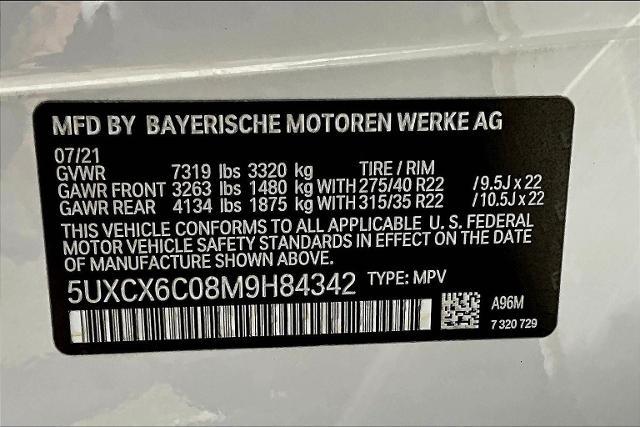 MFD BY BAYERISCHE MOTOREN WERKE AG
07/21
GVWR 7319 lbs 3320 kg TIRE / RIM
GAWR FRONT 3263 lbs 1480 kg WITH 275/40 R22 /9.5J x 22
GAWR REAR 4134 lbs 1875 kg WITH 315/35 R22 /10.5J x 22
THIS VEHICLE CONFORMS TO ALL APPLICABLE U. S. FEDERAL
MOTOR VEHICLE SAFETY STANDARDS IN EFFECT ON THE DATE
OF MANUFACTURE SHOWN ABOVE.
5UXCX6C08M9H84342 TYPE: MPV
A96M
7 320 729